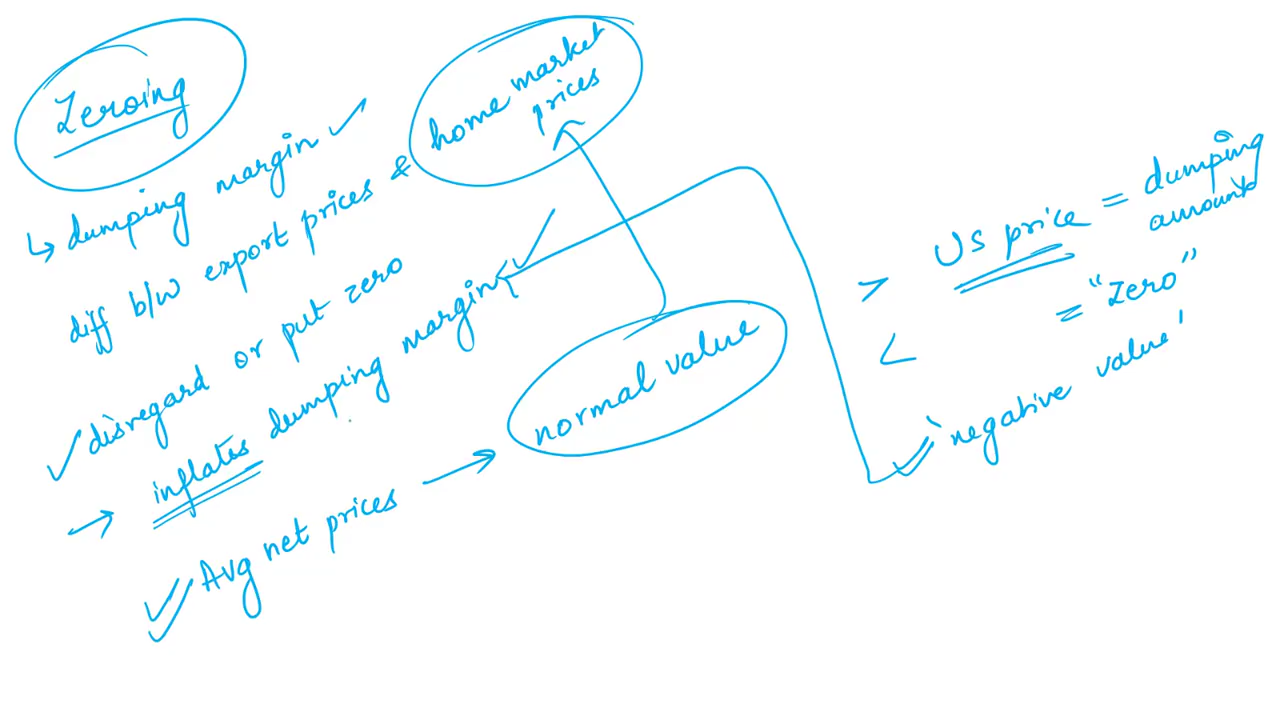 Zeroing
↳ dumping margin ✓
diff b/w export prices & home market prices
✓ disregard or put zero
→ inflates dumping margin ✓
✓ Avg net prices → normal value
> US price = dumping amount
< = "zero"
✓ 'negative value'